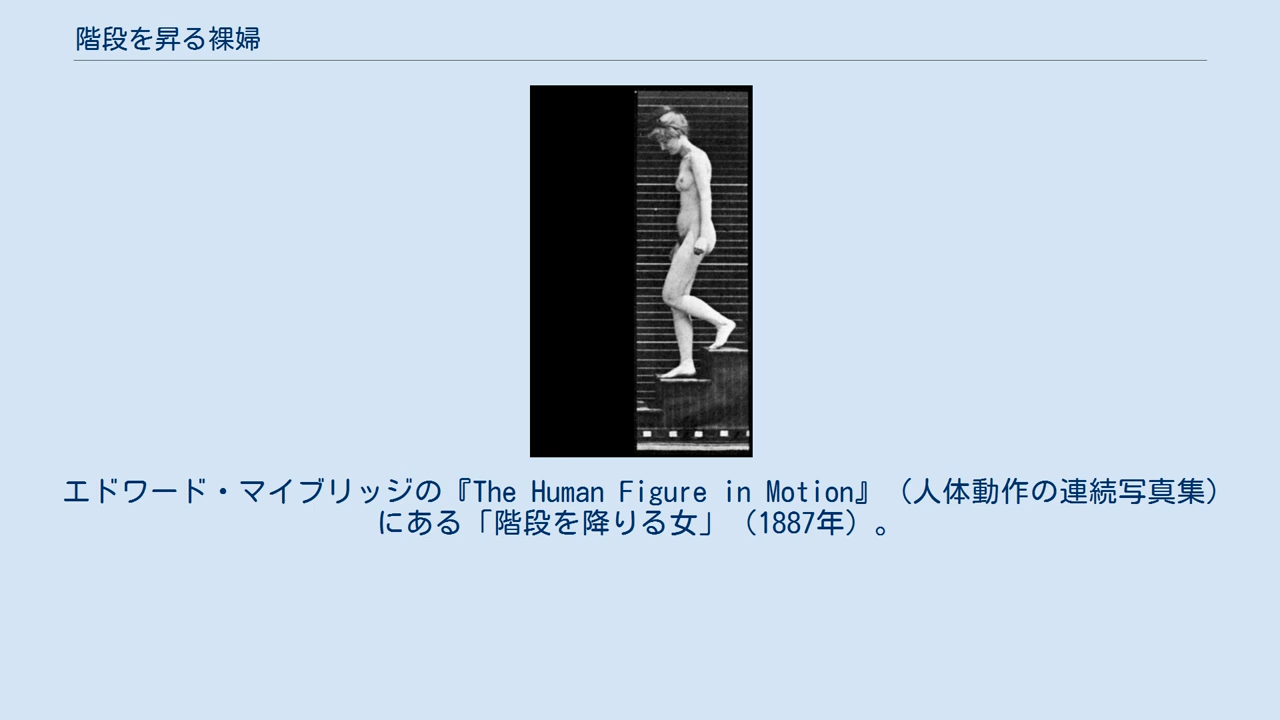 階段を昇る裸婦
エドワード・マイブリッジの『The Human Figure in Motion』（人体動作の連続写真集）
にある「階段を降りる女」（1887年）。